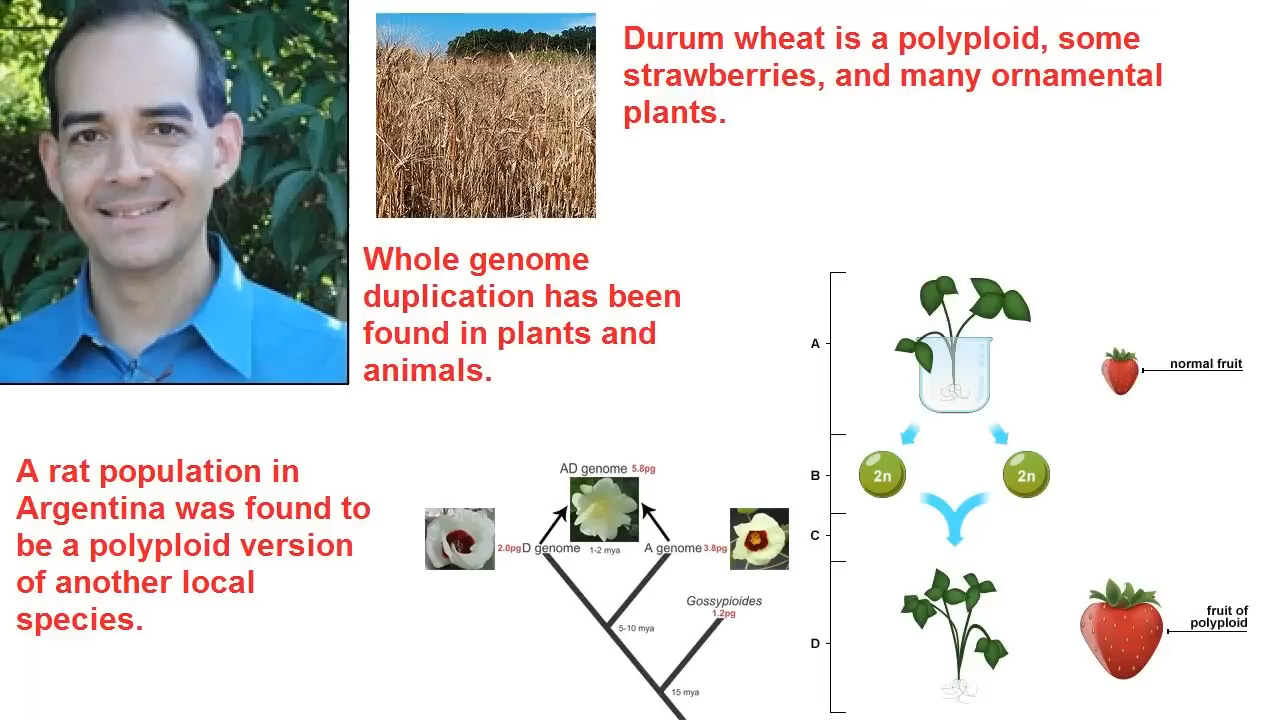 Durum wheat is a polyploid, some
strawberries, and many ornamental
plants.
Whole genome
duplication has been
found in plants and
animals.
A rat population in
Argentina was found to
be a polyploid version
of another local
species.
AD genome 5.8pg
2.0pg D genome 1-2 mya A genome 3.8pg
Gossypioides
1.2pg
5-10 mya
15 mya
A
normal fruit
B
2n 2n
C
D
fruit of
polyploid